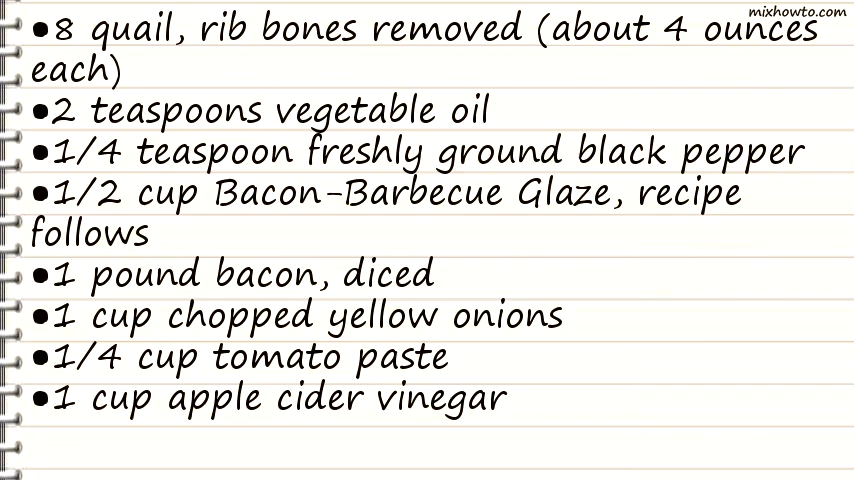 mixhowto.com
•8 quail, rib bones removed (about 4 ounces
each)
•2 teaspoons vegetable oil
•1/4 teaspoon freshly ground black pepper
•1/2 cup Bacon-Barbecue Glaze, recipe
follows
•1 pound bacon, diced
•1 cup chopped yellow onions
•1/4 cup tomato paste
•1 cup apple cider vinegar